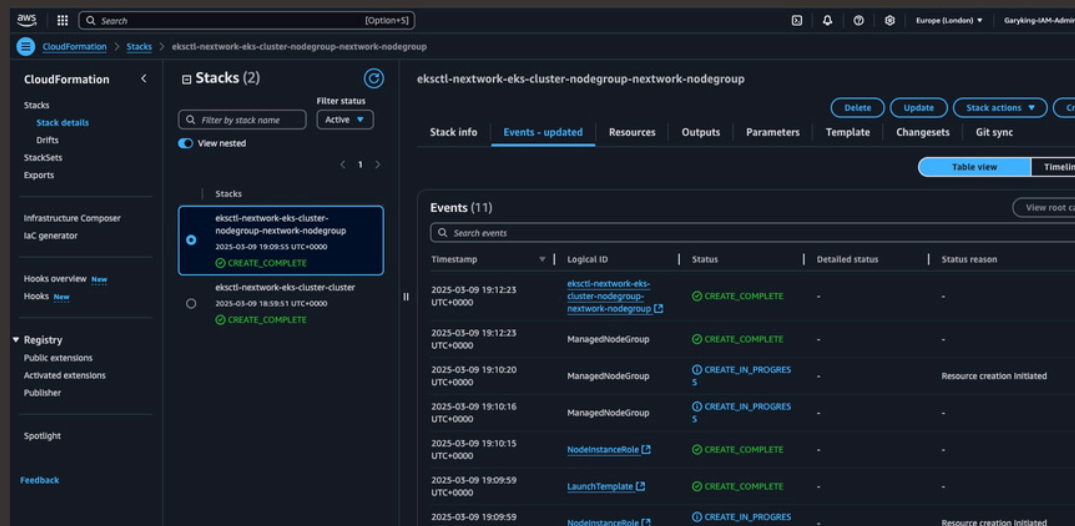 aws
Search [Option+S]
Europe (London) ▼
Garyking-IAM-Admi
CloudFormation > Stacks > eksctl-nextwork-eks-cluster-nodegroup-nextwork-nodegroup
CloudFormation
Stacks
Stack details
Drifts
StackSets
Exports
Infrastructure Composer
IaC generator
Hooks overview New
Hooks New
Registry
Public extensions
Activated extensions
Publisher
Spotlight
Feedback
Stacks (2)
Filter status
Filter by stack name
Active
View nested
1
Stacks
eksctl-nextwork-eks-cluster-
nodegroup-nextwork-nodegroup
2025-03-09 19:09:55 UTC+0000
CREATE_COMPLETE
eksctl-nextwork-eks-cluster-cluster
2025-03-09 18:59:51 UTC+0000
CREATE_COMPLETE
eksctl-nextwork-eks-cluster-nodegroup-nextwork-nodegroup
Delete
Update
Stack actions
Cr
Stack info
Events - updated
Resources
Outputs
Parameters
Template
Changesets
Git sync
Table view
Timelin
Events (11)
View root ca
Search events
Timestamp
Logical ID
Status
Detailed status
Status reason
2025-03-09 19:12:23
UTC+0000
eksctl-nextwork-eks-
cluster-nodegroup-
nextwork-nodegroup
CREATE_COMPLETE
-
-
2025-03-09 19:12:23
UTC+0000
ManagedNodeGroup
CREATE_COMPLETE
-
-
2025-03-09 19:10:20
UTC+0000
ManagedNodeGroup
CREATE_IN_PROGRES
S
-
Resource creation Initiated
2025-03-09 19:10:16
UTC+0000
ManagedNodeGroup
CREATE_IN_PROGRES
S
-
-
2025-03-09 19:10:15
UTC+0000
NodeInstanceRole
CREATE_COMPLETE
-
-
2025-03-09 19:09:59
UTC+0000
LaunchTemplate
CREATE_COMPLETE
-
-
2025-03-09 19:09:59
NodeInstanceRole
CREATE_IN_PROGRES
Resource creation Initiated